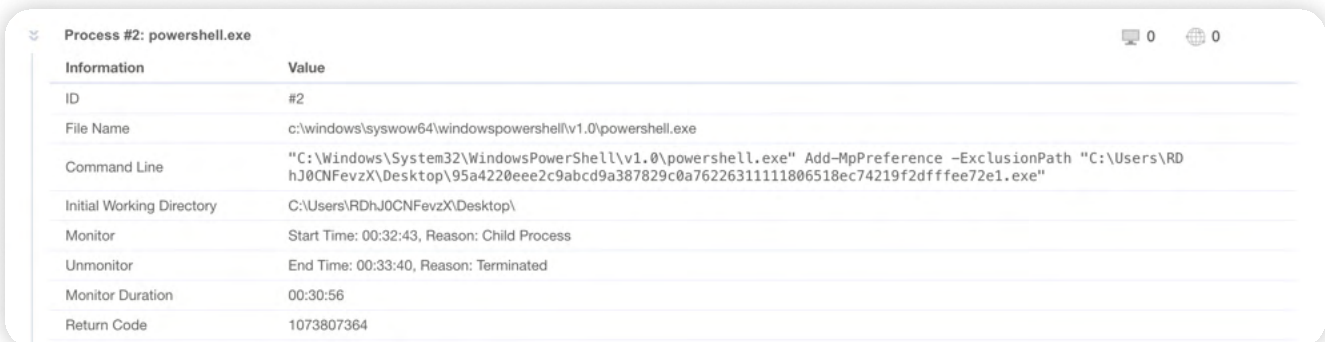 Process #2: powershell.exe 0 0
Information Value
ID #2
File Name c:\windows\syswow64\windowspowershell\v1.0\powershell.exe
Command Line "C:\Windows\System32\WindowsPowerShell\v1.0\powershell.exe" Add-MpPreference -ExclusionPath "C:\Users\RD
hJ0CNFevzX\Desktop\95a4220eee2c9abcd9a387829c0a76226311111806518ec74219f2dfffee72e1.exe"
Initial Working Directory C:\Users\RDhJ0CNFevzX\Desktop\
Monitor Start Time: 00:32:43, Reason: Child Process
Unmonitor End Time: 00:33:40, Reason: Terminated
Monitor Duration 00:30:56
Return Code 1073807364